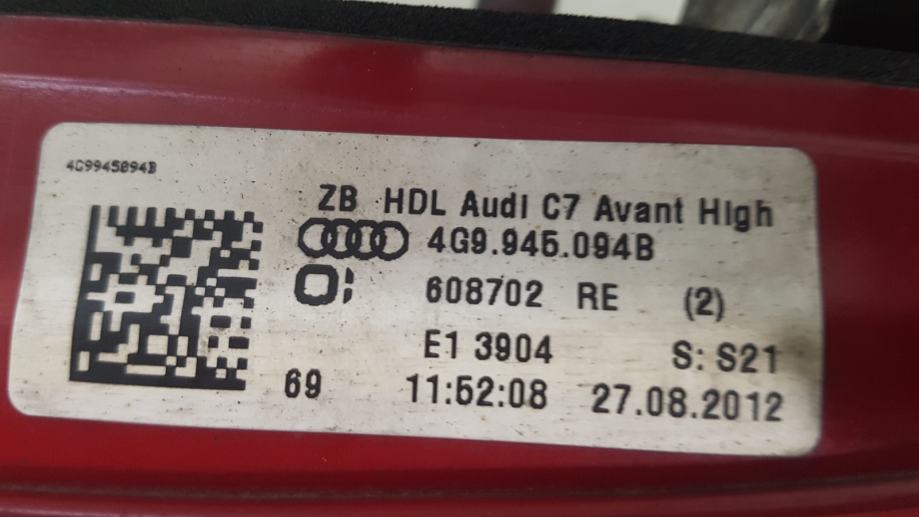 4G9945094B
ZB HDL Audi C7 Avant High
4G9.945.094B
608702 RE (2)
E1 3904 S: S21
69 11:52:08 27.08.2012